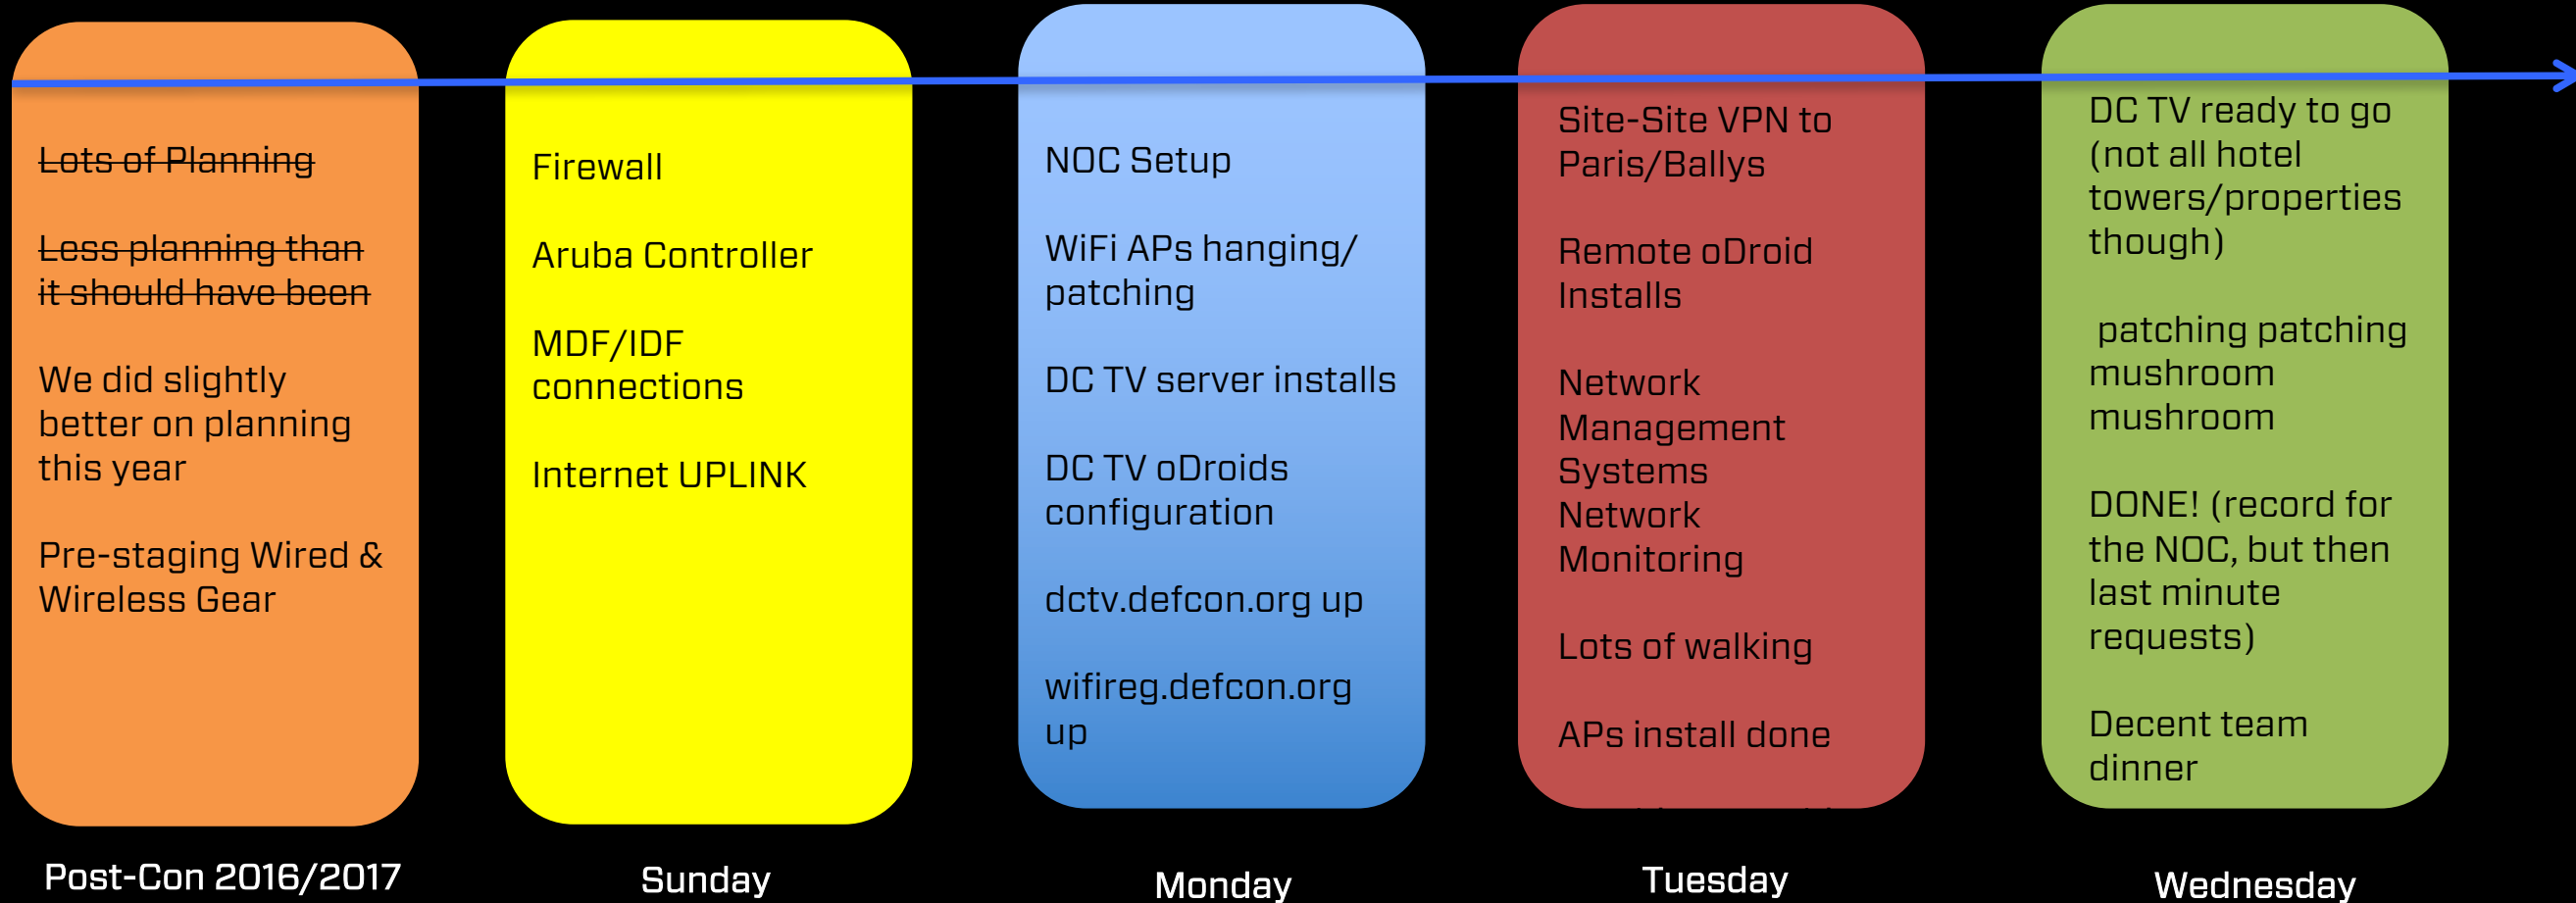 Lots of Planning
Less planning than
it should have been
We did slightly
better on planning
this year
Pre-staging Wired &
Wireless Gear
Post-Con 2016/2017
Firewall
Aruba Controller
MDF/IDF
connections
Internet UPLINK
Sunday
NOC Setup
WiFi APs hanging/
patching
DC TV server installs
DC TV oDroids
configuration
dctv.defcon.org up
wifireg.defcon.org
up
Monday
Site-Site VPN to
Paris/Ballys
Remote oDroid
Installs
Network
Management
Systems
Network
Monitoring
Lots of walking
APs install done
Tuesday
DC TV ready to go
(not all hotel
towers/properties
though)
patching patching
mushroom
mushroom
DONE! (record for
the NOC, but then
last minute
requests)
Decent team
dinner
Wednesday